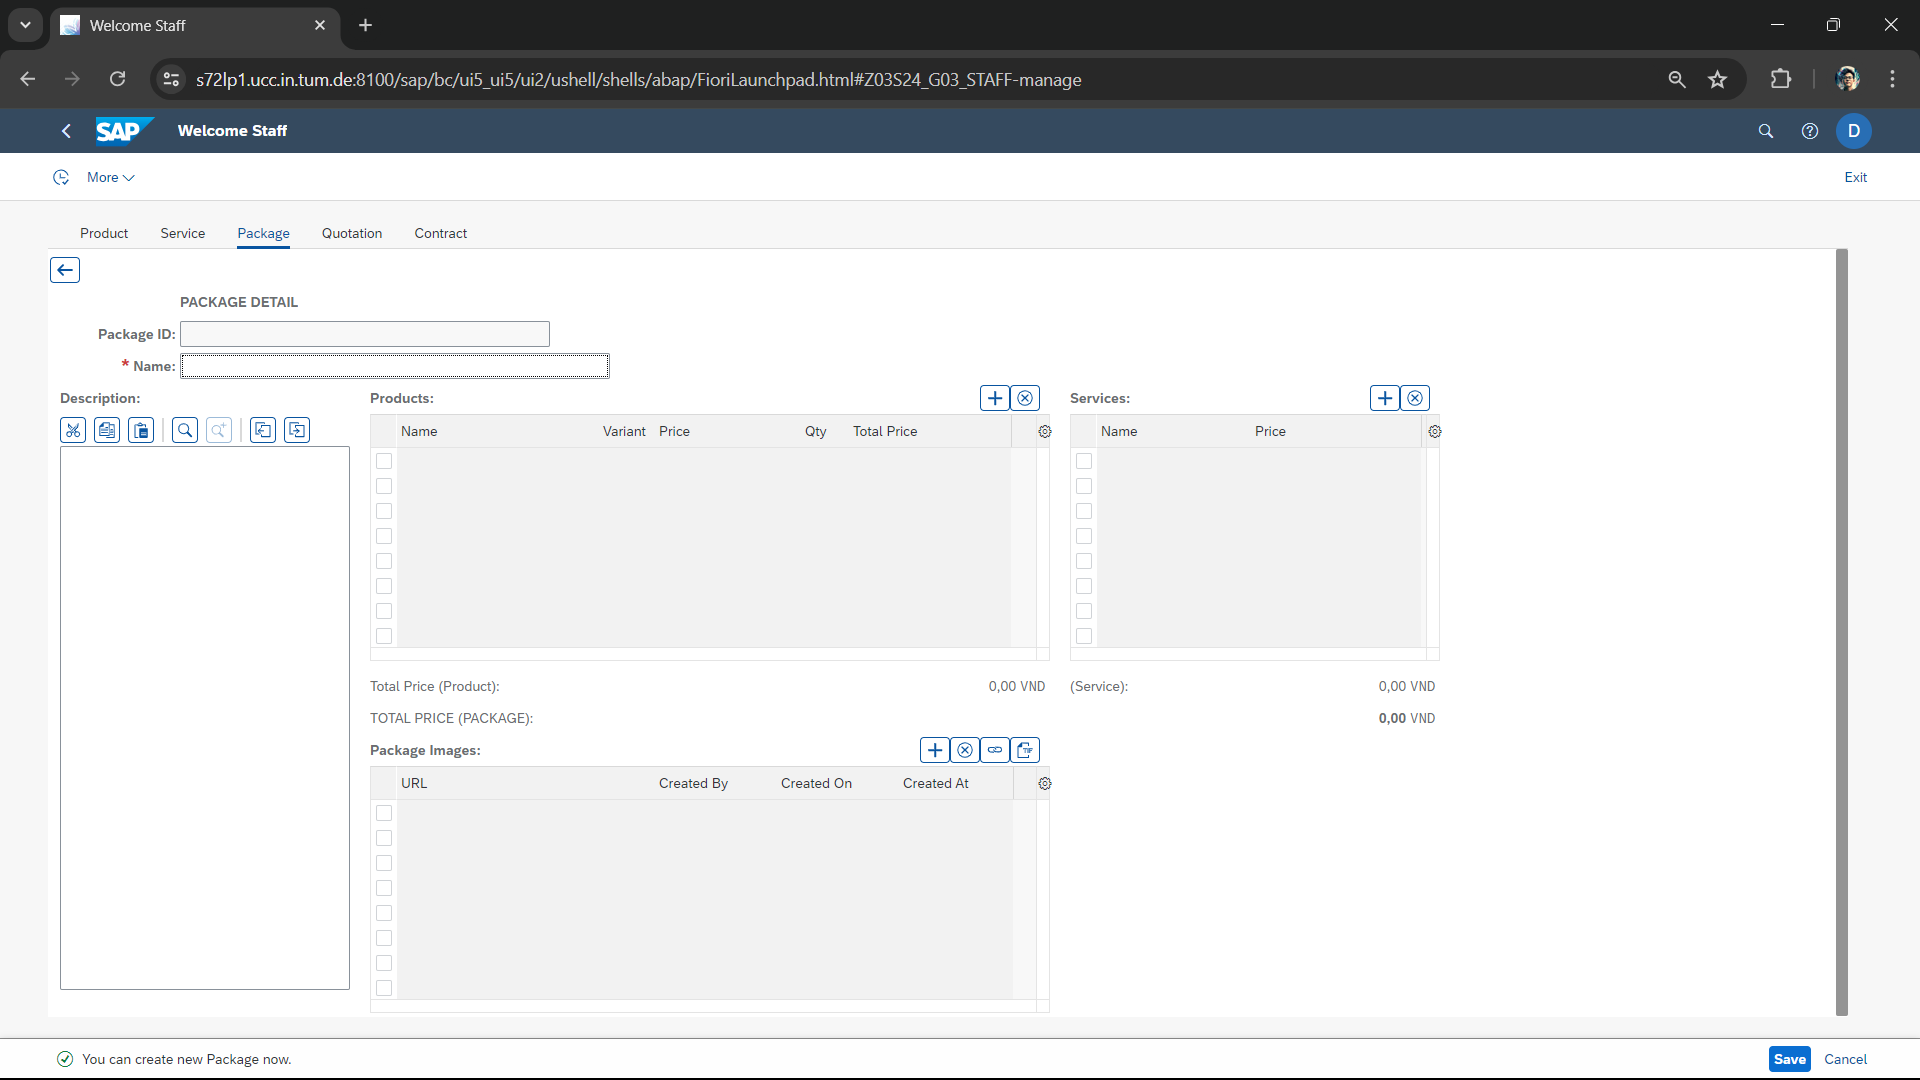 Welcome Staff
s72lp1.ucc.in.tum.de:8100/sap/bc/ui5_ui5/ui2/ushell/shells/abap/FioriLaunchpad.html#Z03S24_G03_STAFF-manage
SAP Welcome Staff D
More Exit
Product Service Package Quotation Contract
PACKAGE DETAIL
Package ID:
* Name:
Description: Products: Services:
Name Variant Price Qty Total Price Name Price
Total Price (Product): 0,00 VND (Service): 0,00 VND
TOTAL PRICE (PACKAGE): 0,00 VND
Package Images: TIF
URL Created By Created On Created At
You can create new Package now. Save Cancel